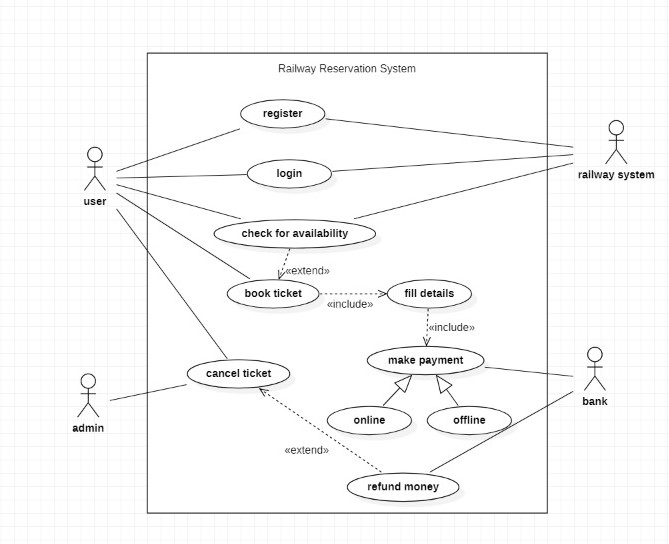 Railway Reservation System
register
railway system
login
user
check for availability
«extend»
book ticket
fill details
«include»
«include»
make payment
cancel ticket
bank
admin
online
offline
«extend»
refund money